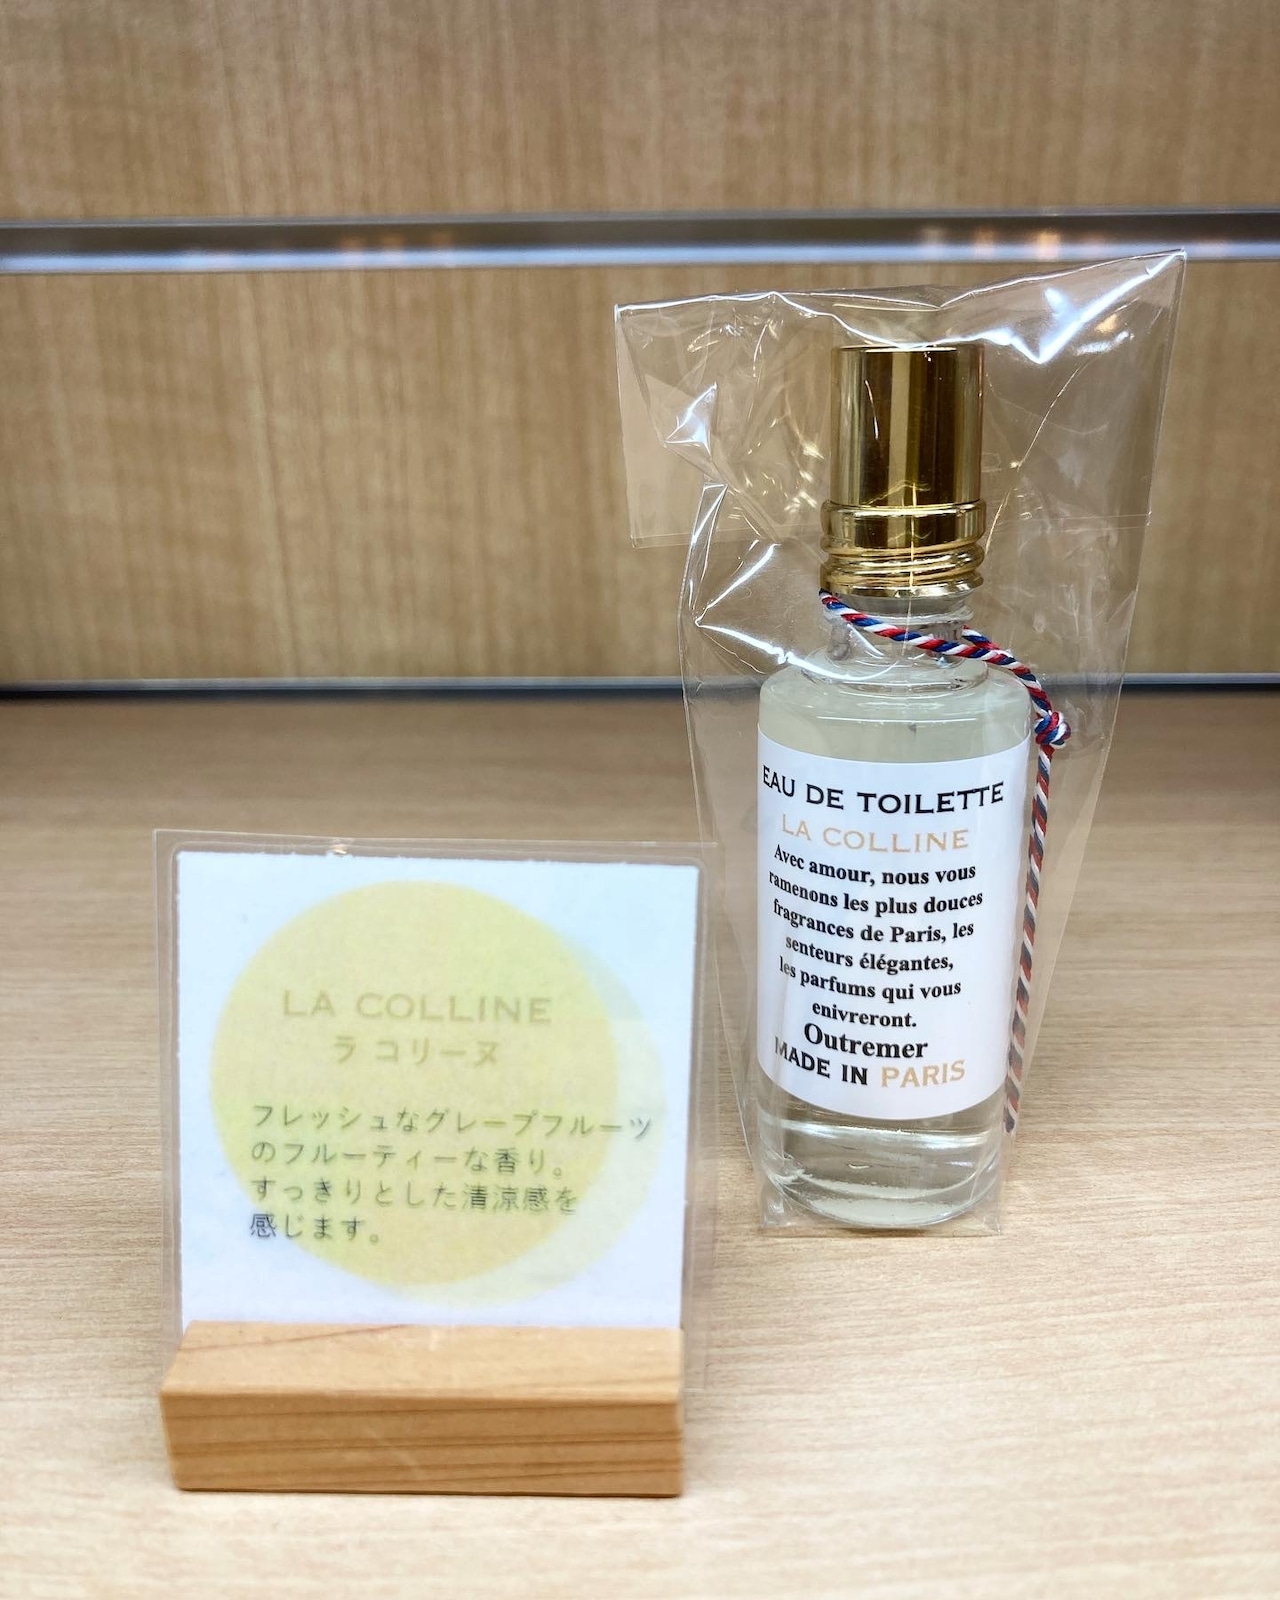 LA COLLINE
ラ コリーヌ
フレッシュなグレープフルーツ
のフルーティーな香り。
すっきりとした清涼感を
感じます。
EAU DE TOILETTE
LA COLLINE
Avec amour, nous vous
ramenons les plus douces
fragrances de Paris, les
senteurs élégantes,
les parfums qui vous
enivreront.
Outremer
MADE IN PARIS